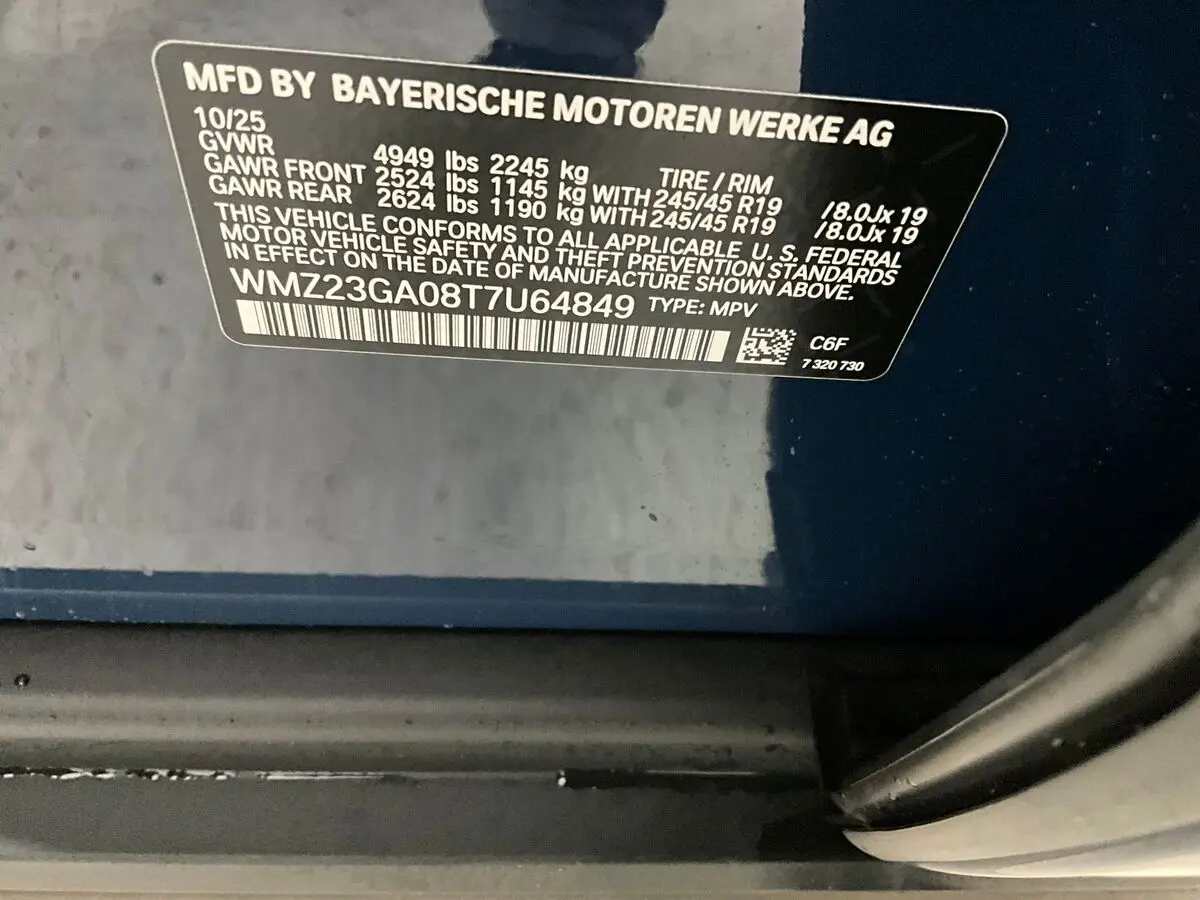 MFD BY BAYERISCHE MOTOREN WERKE AG
10/25
GVWR 4949 lbs 2245 kg TIRE / RIM
GAWR FRONT 2524 lbs 1145 kg WITH 245/45 R19 /8.0Jx 19
GAWR REAR 2624 lbs 1190 kg WITH 245/45 R19 /8.0Jx 19
THIS VEHICLE CONFORMS TO ALL APPLICABLE U. S. FEDERAL
MOTOR VEHICLE SAFETY AND THEFT PREVENTION STANDARDS
IN EFFECT ON THE DATE OF MANUFACTURE SHOWN ABOVE.
WMZ23GA08T7U64849 TYPE: MPV
C6F
7 320 730